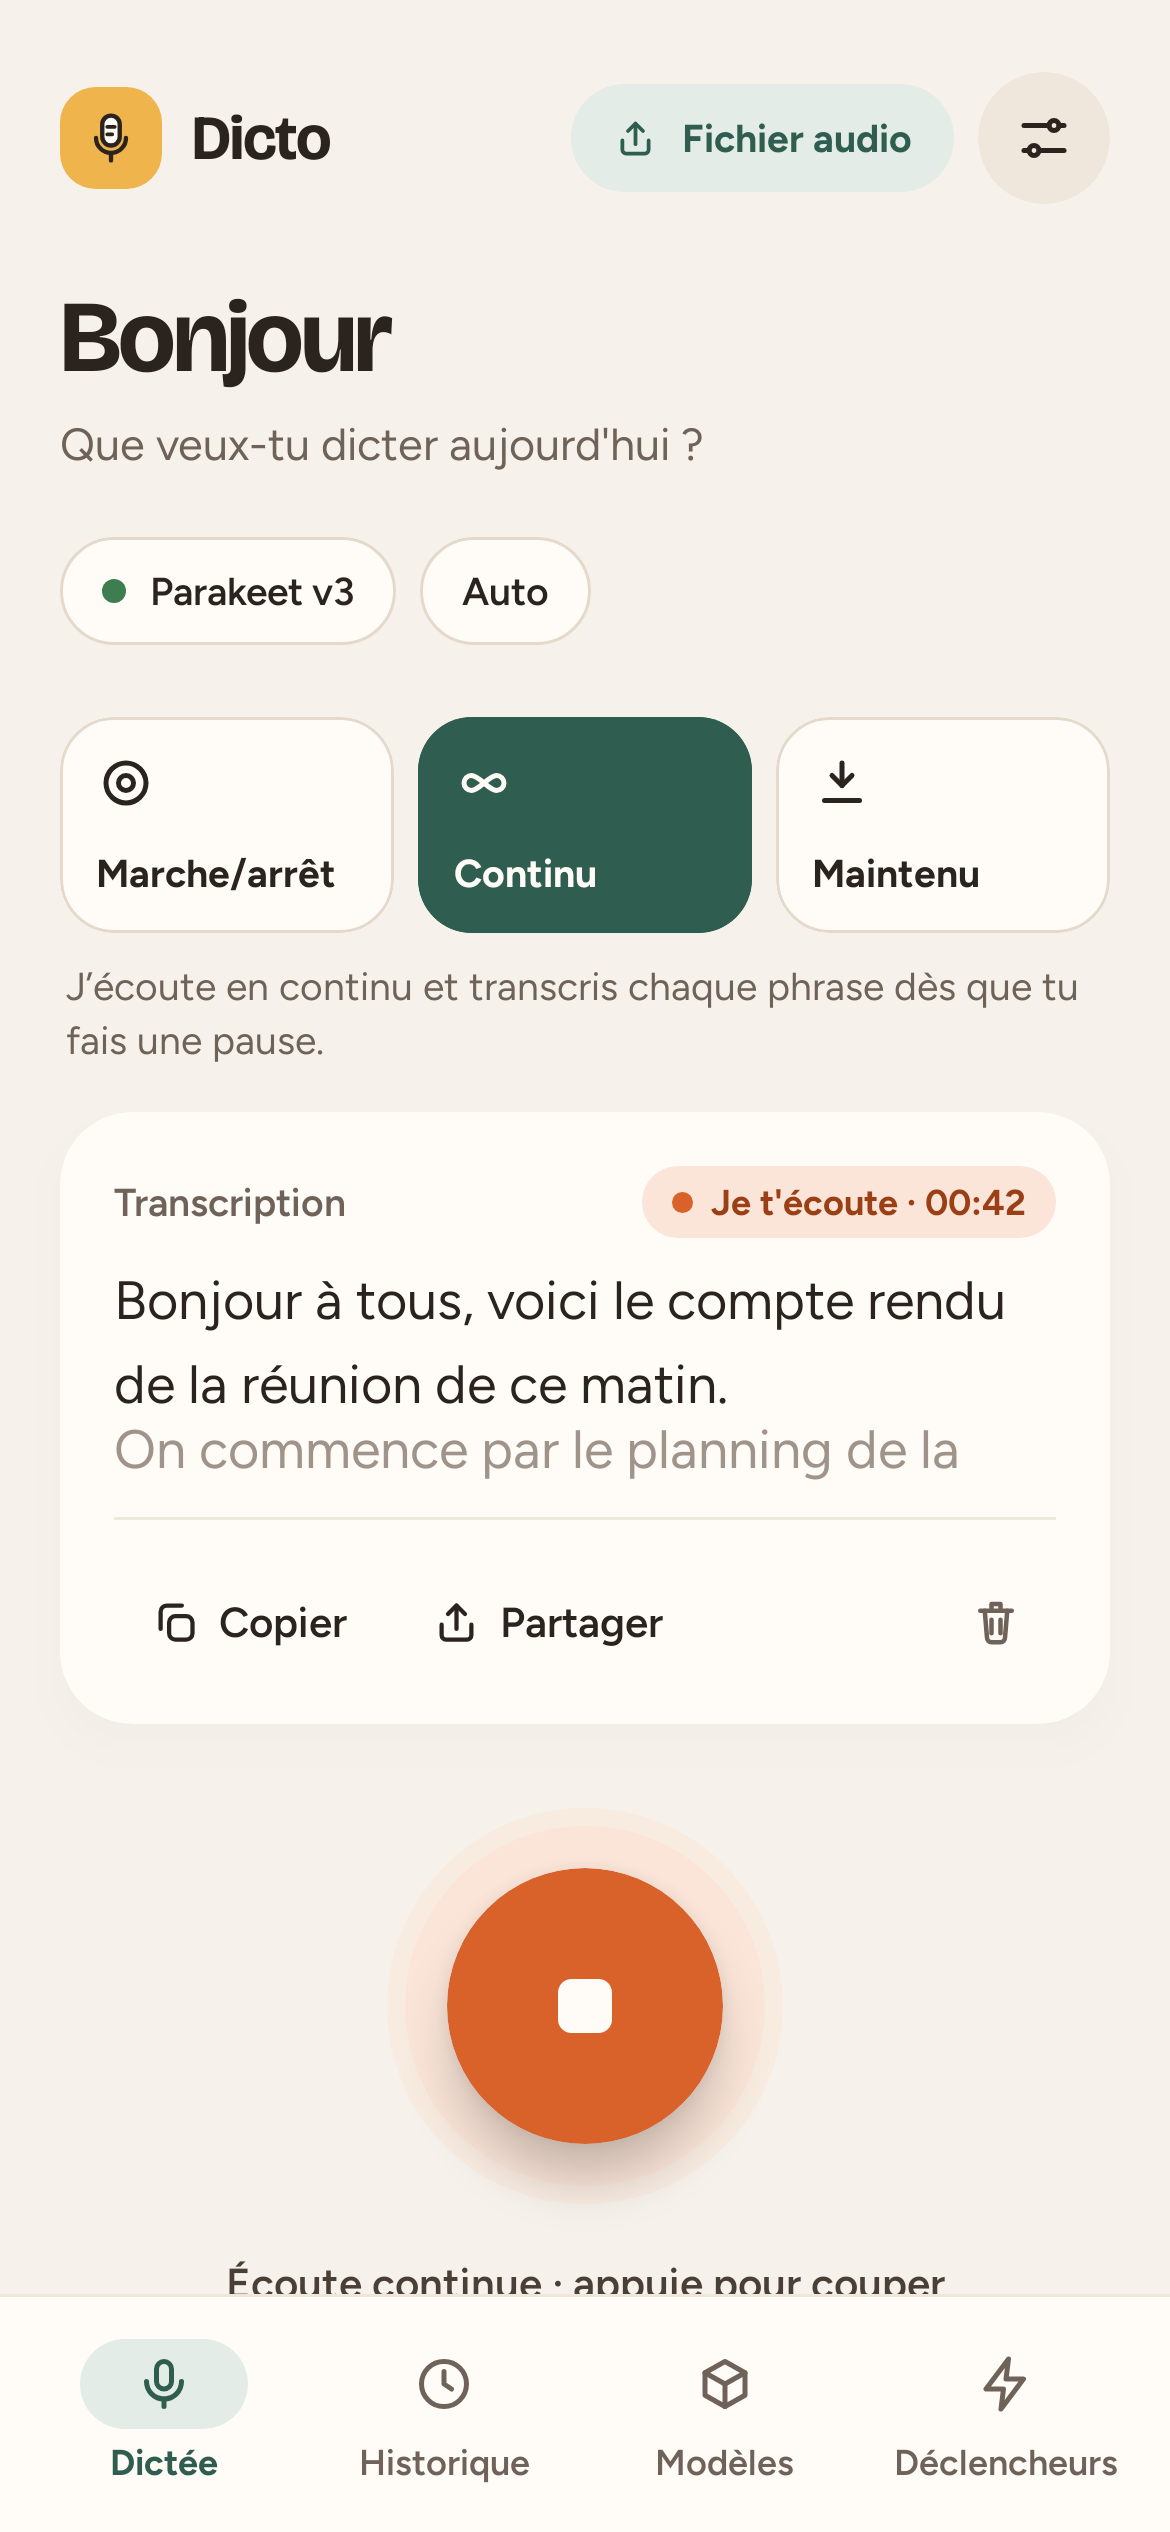 Dicto
Fichier audio
Bonjour
Que veux-tu dicter aujourd'hui ?
Parakeet v3
Auto
Marche/arrêt
Continu
Maintenu
J’écoute en continu et transcris chaque phrase dès que tu
fais une pause.
Transcription
Je t'écoute · 00:42
Bonjour à tous, voici le compte rendu
de la réunion de ce matin.
On commence par le planning de la
Copier
Partager
Écoute continue · appuie pour couper
Dictée
Historique
Modèles
Déclencheurs